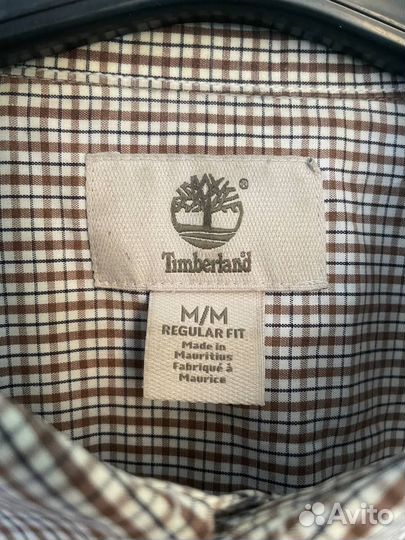 ®
Timberland
M/M
REGULAR FIT
Made in
Mauritius
Fabriqué à
Maurice
Avito